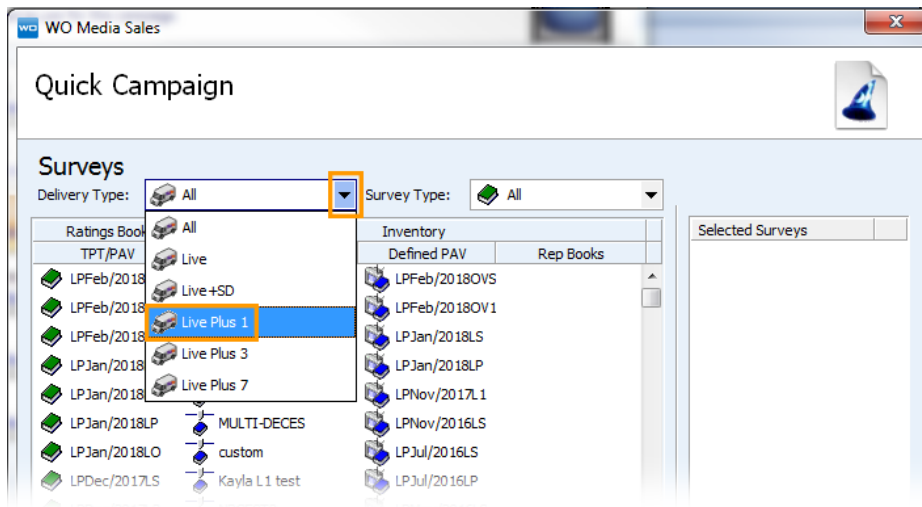 WO WO Media Sales X
Quick Campaign
Surveys
Delivery Type: All Survey Type: All
All
Live
Live+SD
Live Plus 1
Live Plus 3
Live Plus 7
Ratings Book Inventory Selected Surveys
TPT/PAV Defined PAV Rep Books
LPFeb/2018 LPFeb/2018OVS
LPFeb/2018 LPFeb/2018OV1
LPFeb/2018 LPJan/2018LS
LPJan/2018 LPJan/2018LP
LPJan/2018 LPNov/2017L1
LPJan/2018LP MULTI-DECES LPNov/2016LS
LPJan/2018LO custom LPJul/2016LS
LPDec/2017LS Kayla L1 test LPJul/2016LP